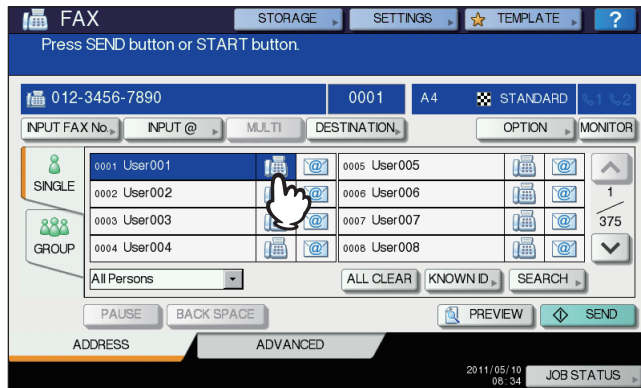 FAX STORAGE SETTINGS TEMPLATE ?
Press SEND button or START button.
012-3456-7890 0001 A4 STANDARD 1 2
INPUT FAX No. INPUT @ MULTI DESTINATION OPTION MONITOR
SINGLE
GROUP
0001 User001 @ 0005 User005 @
0002 User002 @ 0006 User006 @
0003 User003 @ 0007 User007 @
0004 User004 @ 0008 User008 @
1
375
All Persons ALL CLEAR KNOWN ID SEARCH
PAUSE BACK SPACE PREVIEW SEND
ADDRESS ADVANCED
2011/05/10
08:34 JOB STATUS